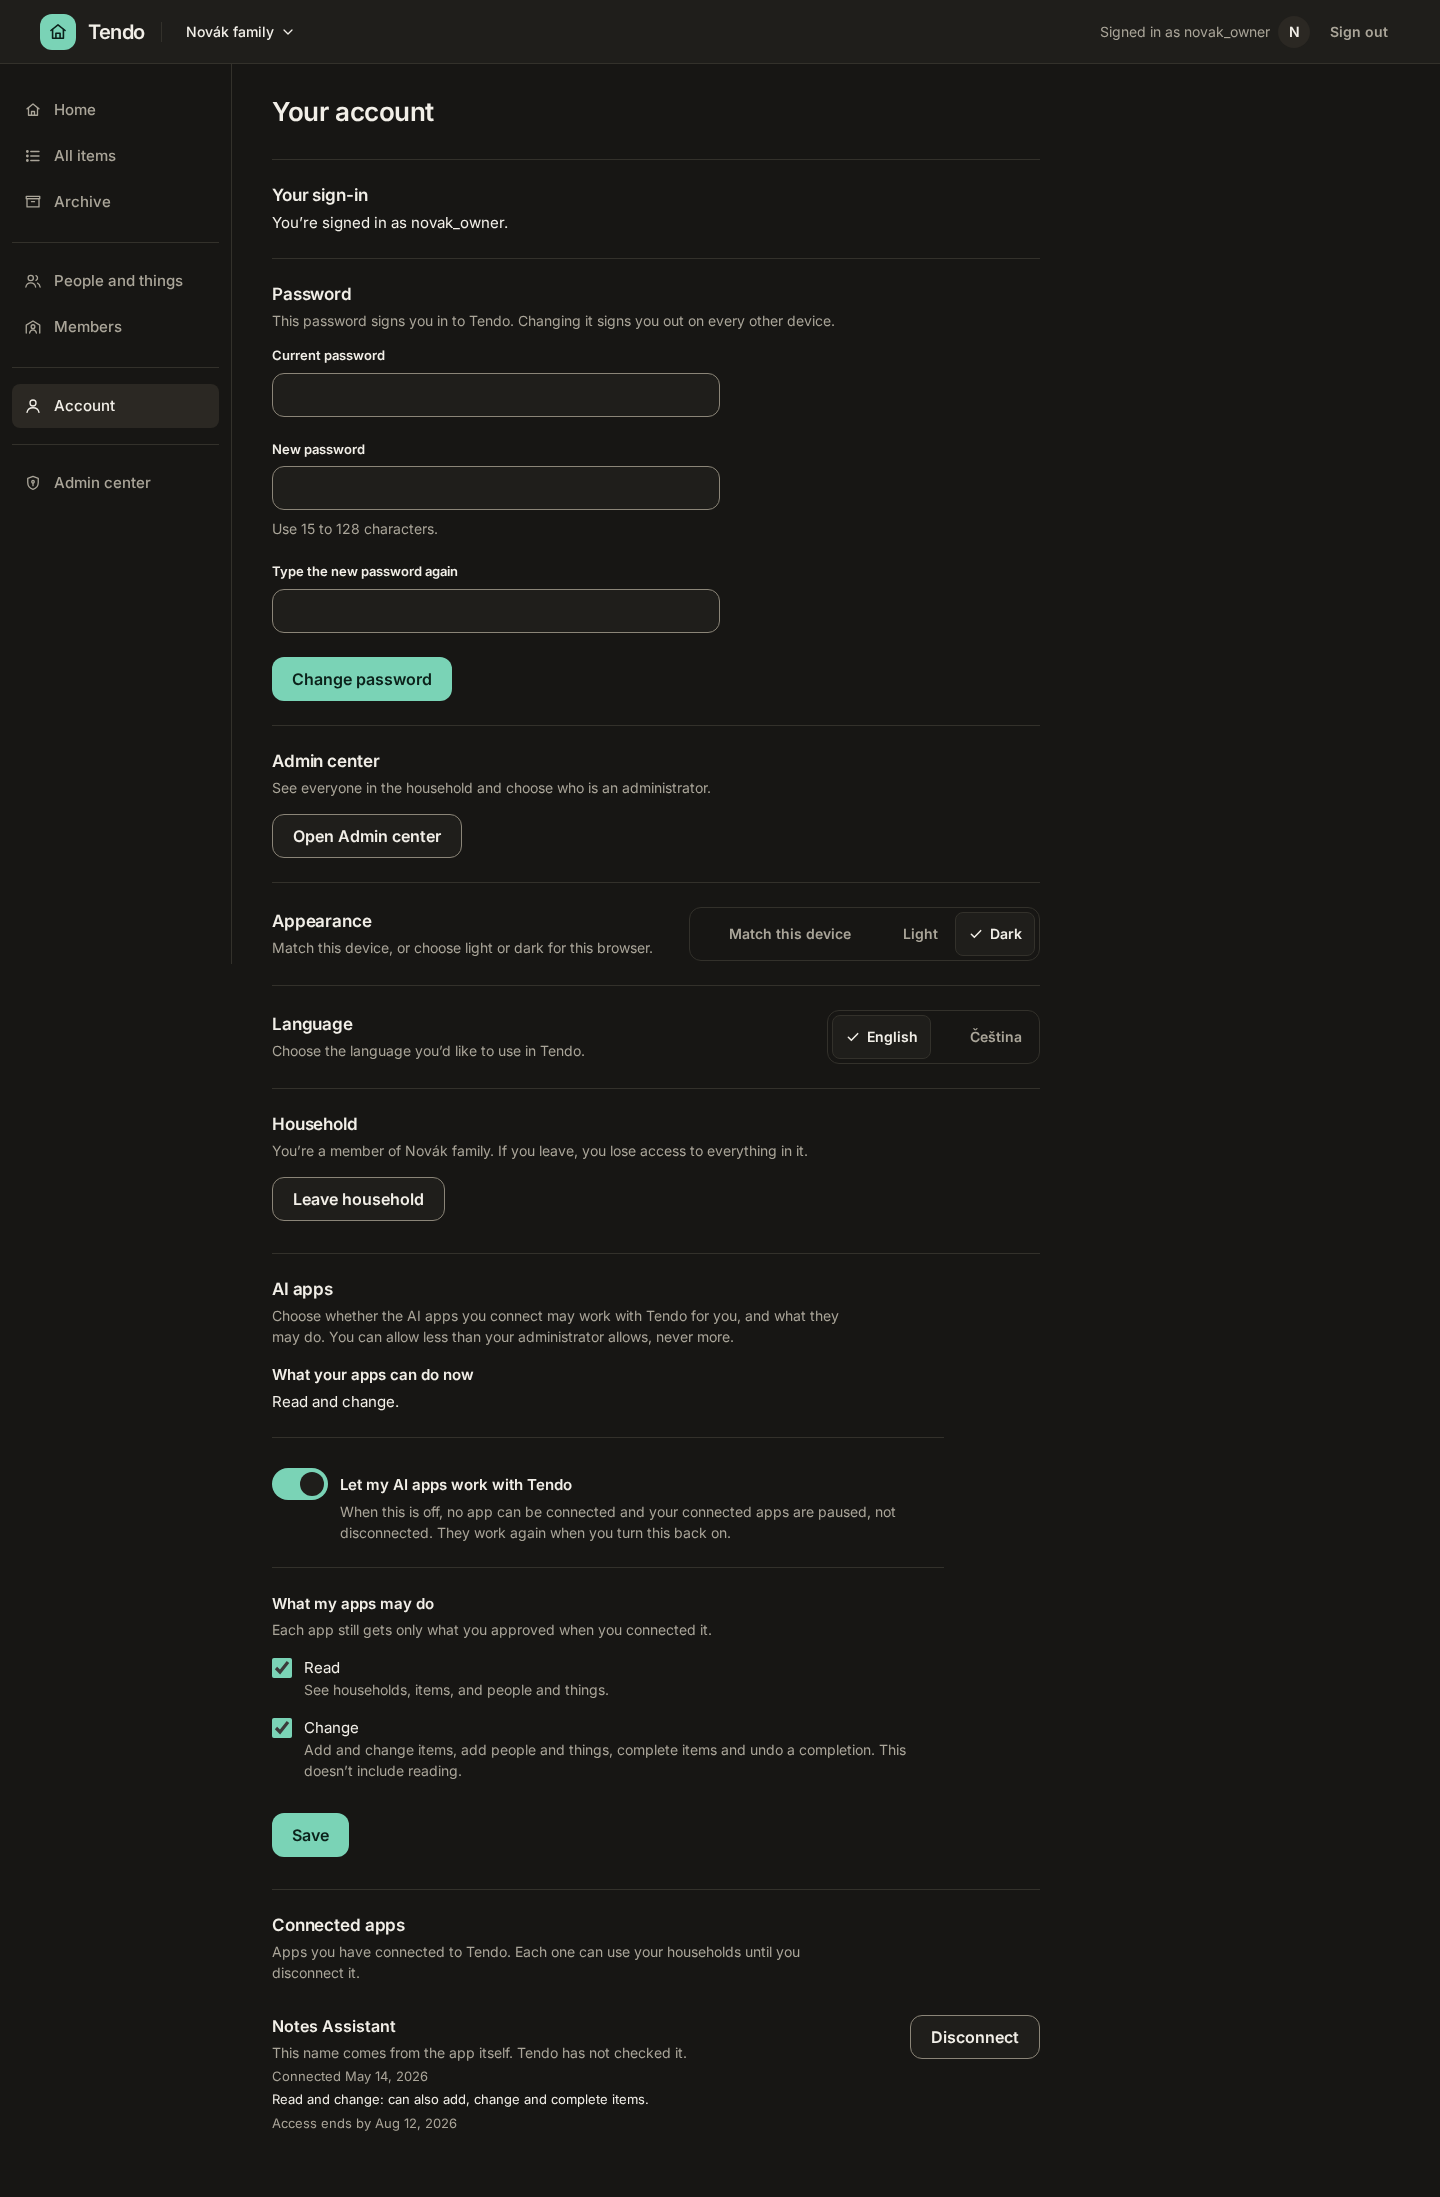 Tendo
Novák family
Signed in as novak_owner
N
Sign out
Home
All items
Archive
People and things
Members
Account
Admin center
Your account
Your sign-in
You’re signed in as novak_owner.
Password
This password signs you in to Tendo. Changing it signs you out on every other device.
Current password
New password
Use 15 to 128 characters.
Type the new password again
Change password
Admin center
See everyone in the household and choose who is an administrator.
Open Admin center
Appearance
Match this device, or choose light or dark for this browser.
Match this device
Light
Dark
Language
Choose the language you’d like to use in Tendo.
English
Čeština
Household
You’re a member of Novák family. If you leave, you lose access to everything in it.
Leave household
AI apps
Choose whether the AI apps you connect may work with Tendo for you, and what they
may do. You can allow less than your administrator allows, never more.
What your apps can do now
Read and change.
Let my AI apps work with Tendo
When this is off, no app can be connected and your connected apps are paused, not
disconnected. They work again when you turn this back on.
What my apps may do
Each app still gets only what you approved when you connected it.
Read
See households, items, and people and things.
Change
Add and change items, add people and things, complete items and undo a completion. This
doesn’t include reading.
Save
Connected apps
Apps you have connected to Tendo. Each one can use your households until you
disconnect it.
Notes Assistant
This name comes from the app itself. Tendo has not checked it.
Connected May 14, 2026
Read and change: can also add, change and complete items.
Access ends by Aug 12, 2026
Disconnect